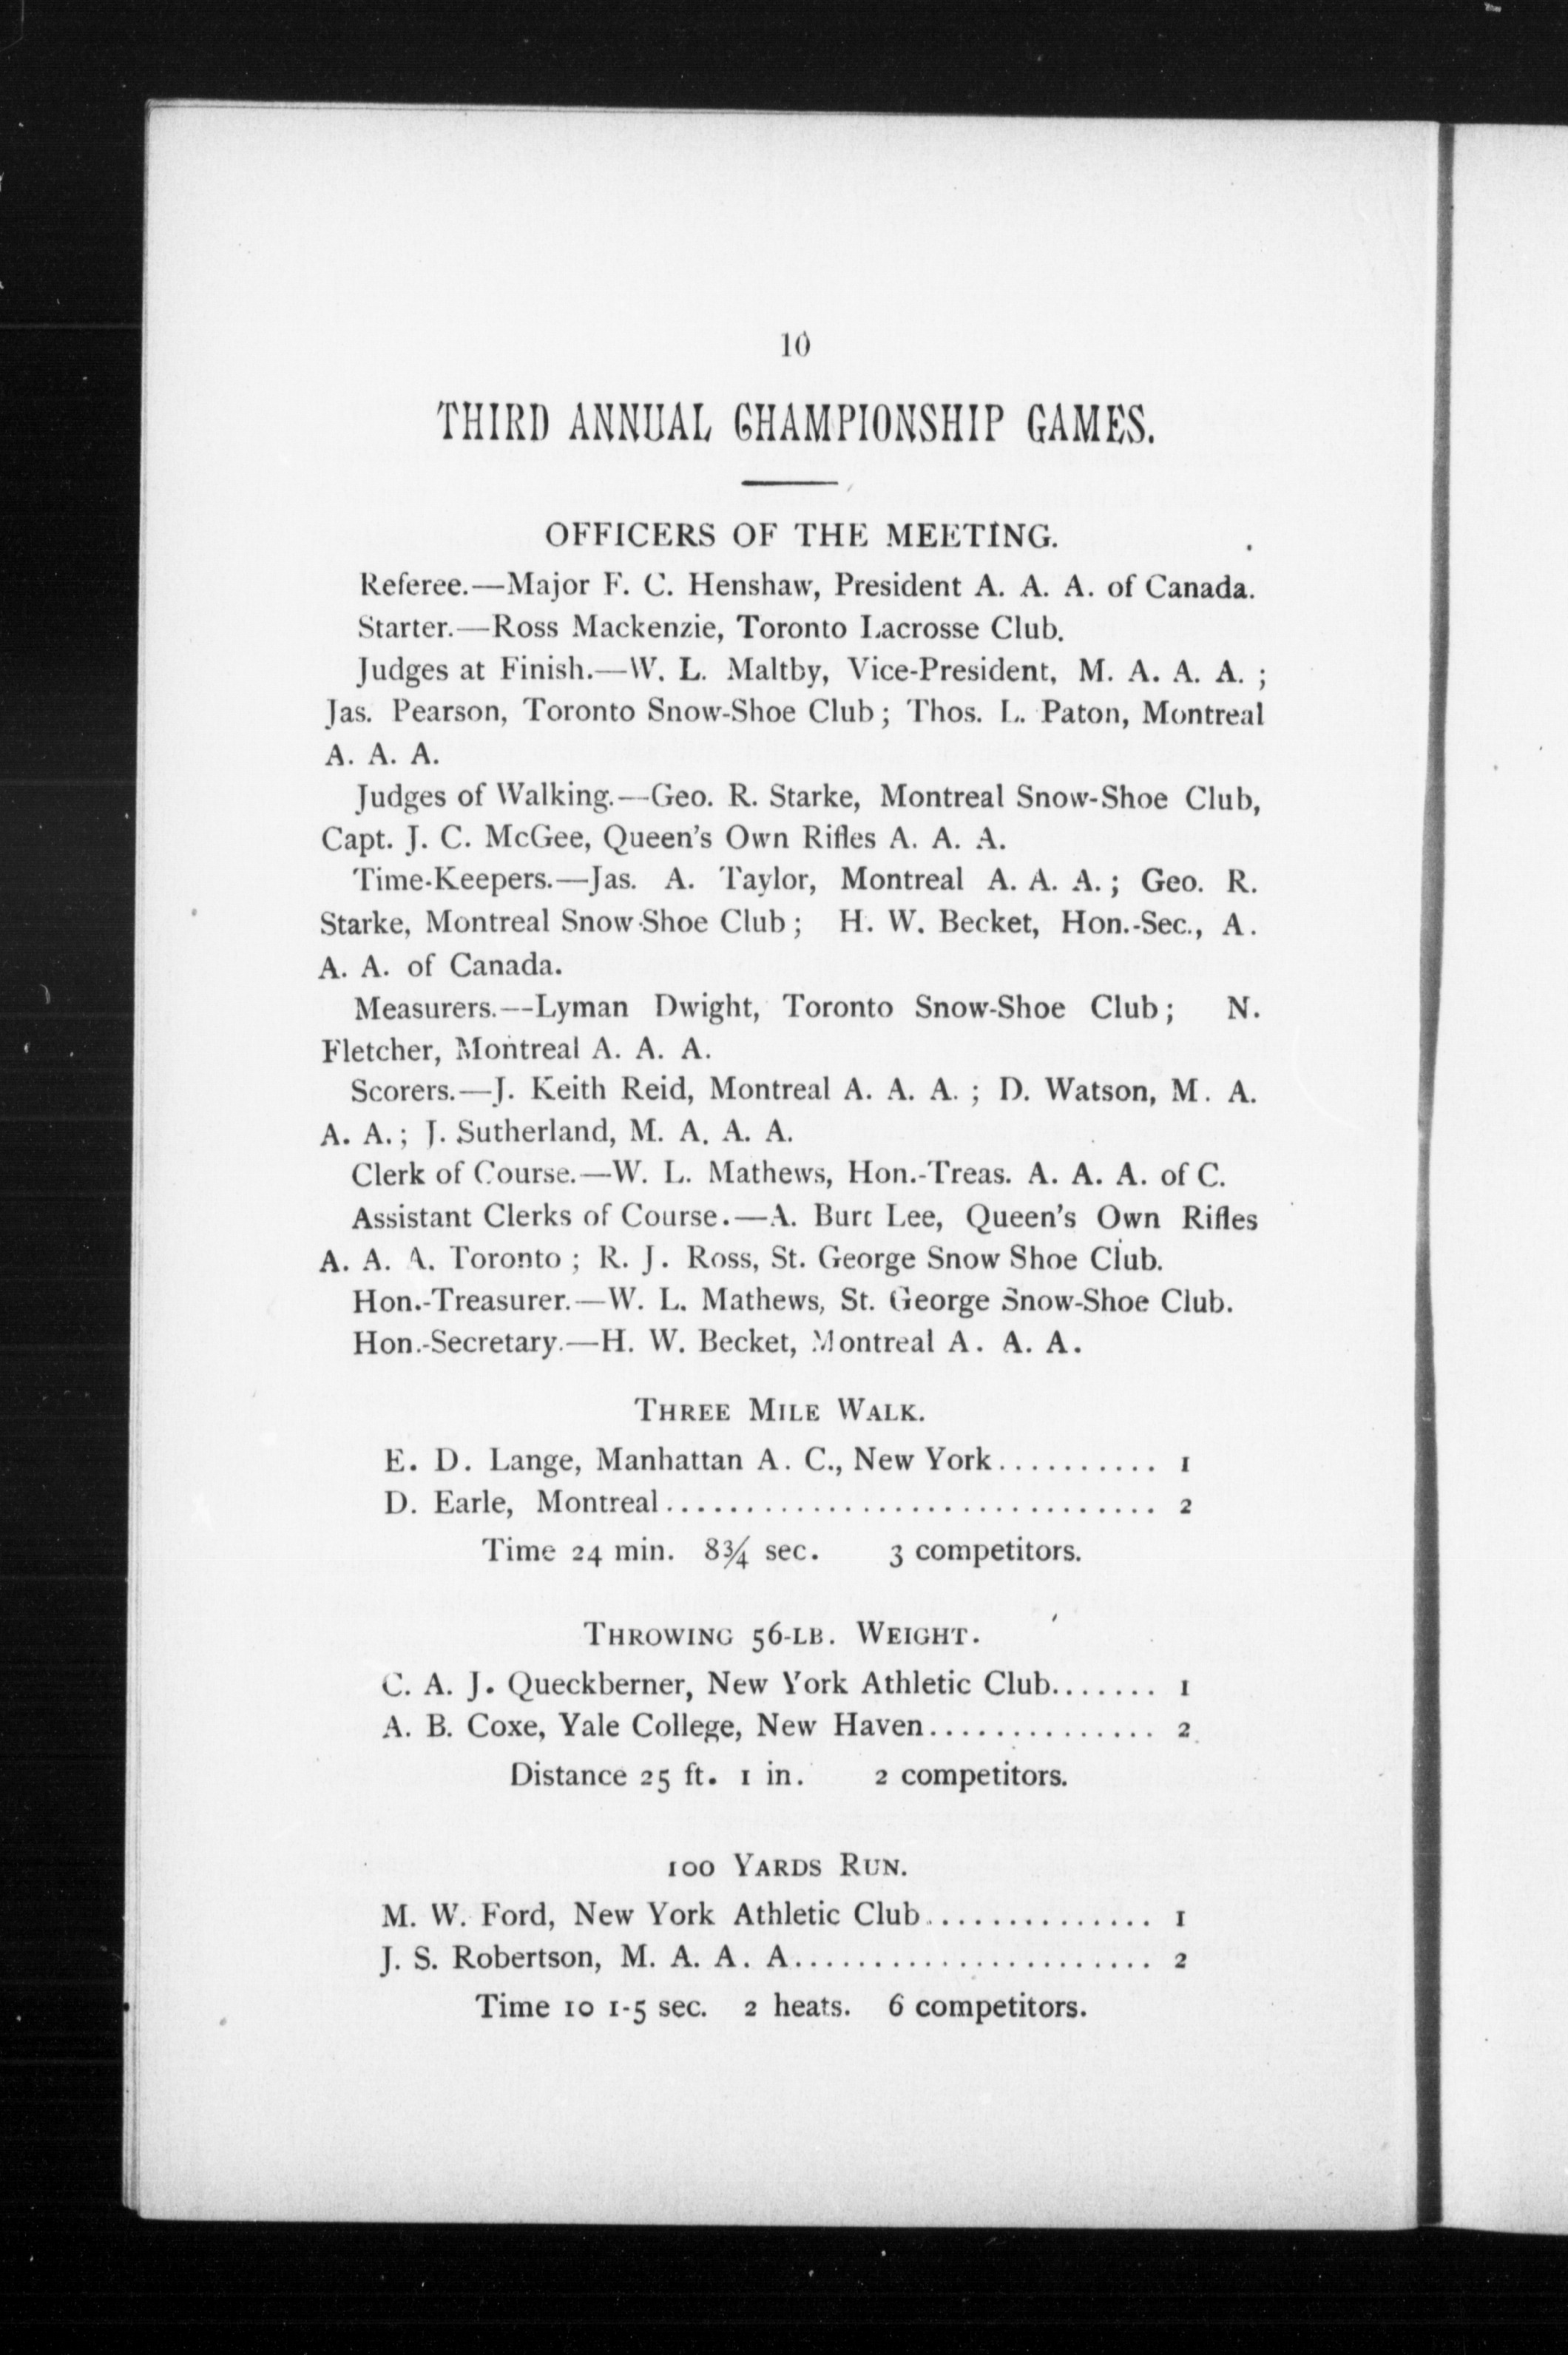 10
THIRD ANNUAL CHAMPIONSHIP GAMES.
OFFICERS OF THE MEETING.
Referee.—Major F. C. Henshaw, President A. A. A. of Canada.
Starter.—Ross Mackenzie, Toronto Lacrosse Club.
Judges at Finish.—W. L. Maltby, Vice-President, M. A. A. A. ;
Jas. Pearson, Toronto Snow-Shoe Club ; Thos. L. Paton, Montreal
A. A. A.
Judges of Walking.—Geo. R. Starke, Montreal Snow-Shoe Club,
Capt. J. C. McGee, Queen's Own Rifles A. A. A.
Time-Keepers.—Jas. A. Taylor, Montreal A. A. A. ; Geo. R.
Starke, Montreal Snow-Shoe Club ; H. W. Becket, Hon.-Sec., A.
A. A. of Canada.
Measurers.—Lyman Dwight, Toronto Snow-Shoe Club ; N.
Fletcher, Montreal A. A. A.
Scorers.—J. Keith Reid, Montreal A. A. A. ; D. Watson, M. A.
A. A. ; J. Sutherland, M. A. A. A.
Clerk of Course.—W. L. Mathews, Hon.-Treas. A. A. A. of C.
Assistant Clerks of Course.—A. Burt Lee, Queen's Own Rifles
A. A. A. Toronto ; R. J. Ross, St. George Snow Shoe Club.
Hon.-Treasurer.—W. L. Mathews, St. George Snow-Shoe Club.
Hon.-Secretary.—H. W. Becket, Montreal A. A. A.
THREE MILE WALK.
E. D. Lange, Manhattan A. C., New York.......... 1
D. Earle, Montreal............................... 2
Time 24 min. 8¾ sec. 3 competitors.
THROWING 56-LB. WEIGHT.
C. A. J. Queckberner, New York Athletic Club....... 1
A. B. Coxe, Yale College, New Haven.............. 2
Distance 25 ft. 1 in. 2 competitors.
100 YARDS RUN.
M. W. Ford, New York Athletic Club.............. 1
J. S. Robertson, M. A. A. A....................... 2
Time 10 1-5 sec. 2 heats. 6 competitors.